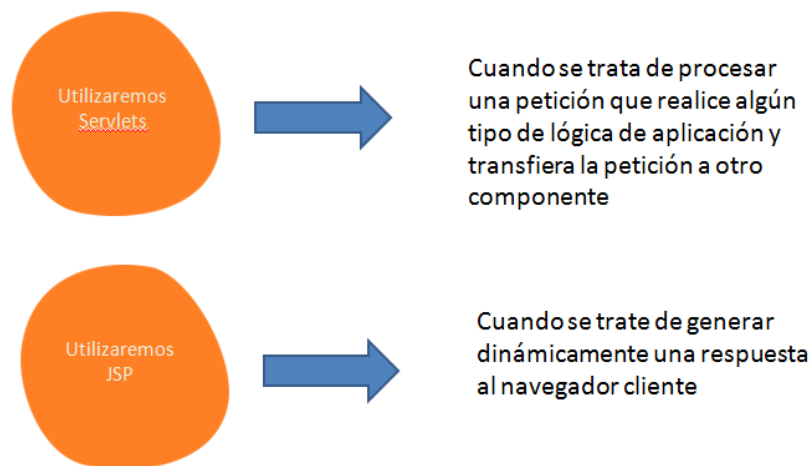 Utilizaremos
Servlets
Cuando se trata de procesar
una petición que realice algún
tipo de lógica de aplicación y
transfiera la petición a otro
componente
Utilizaremos
JSP
Cuando se trate de generar
dinámicamente una respuesta
al navegador cliente